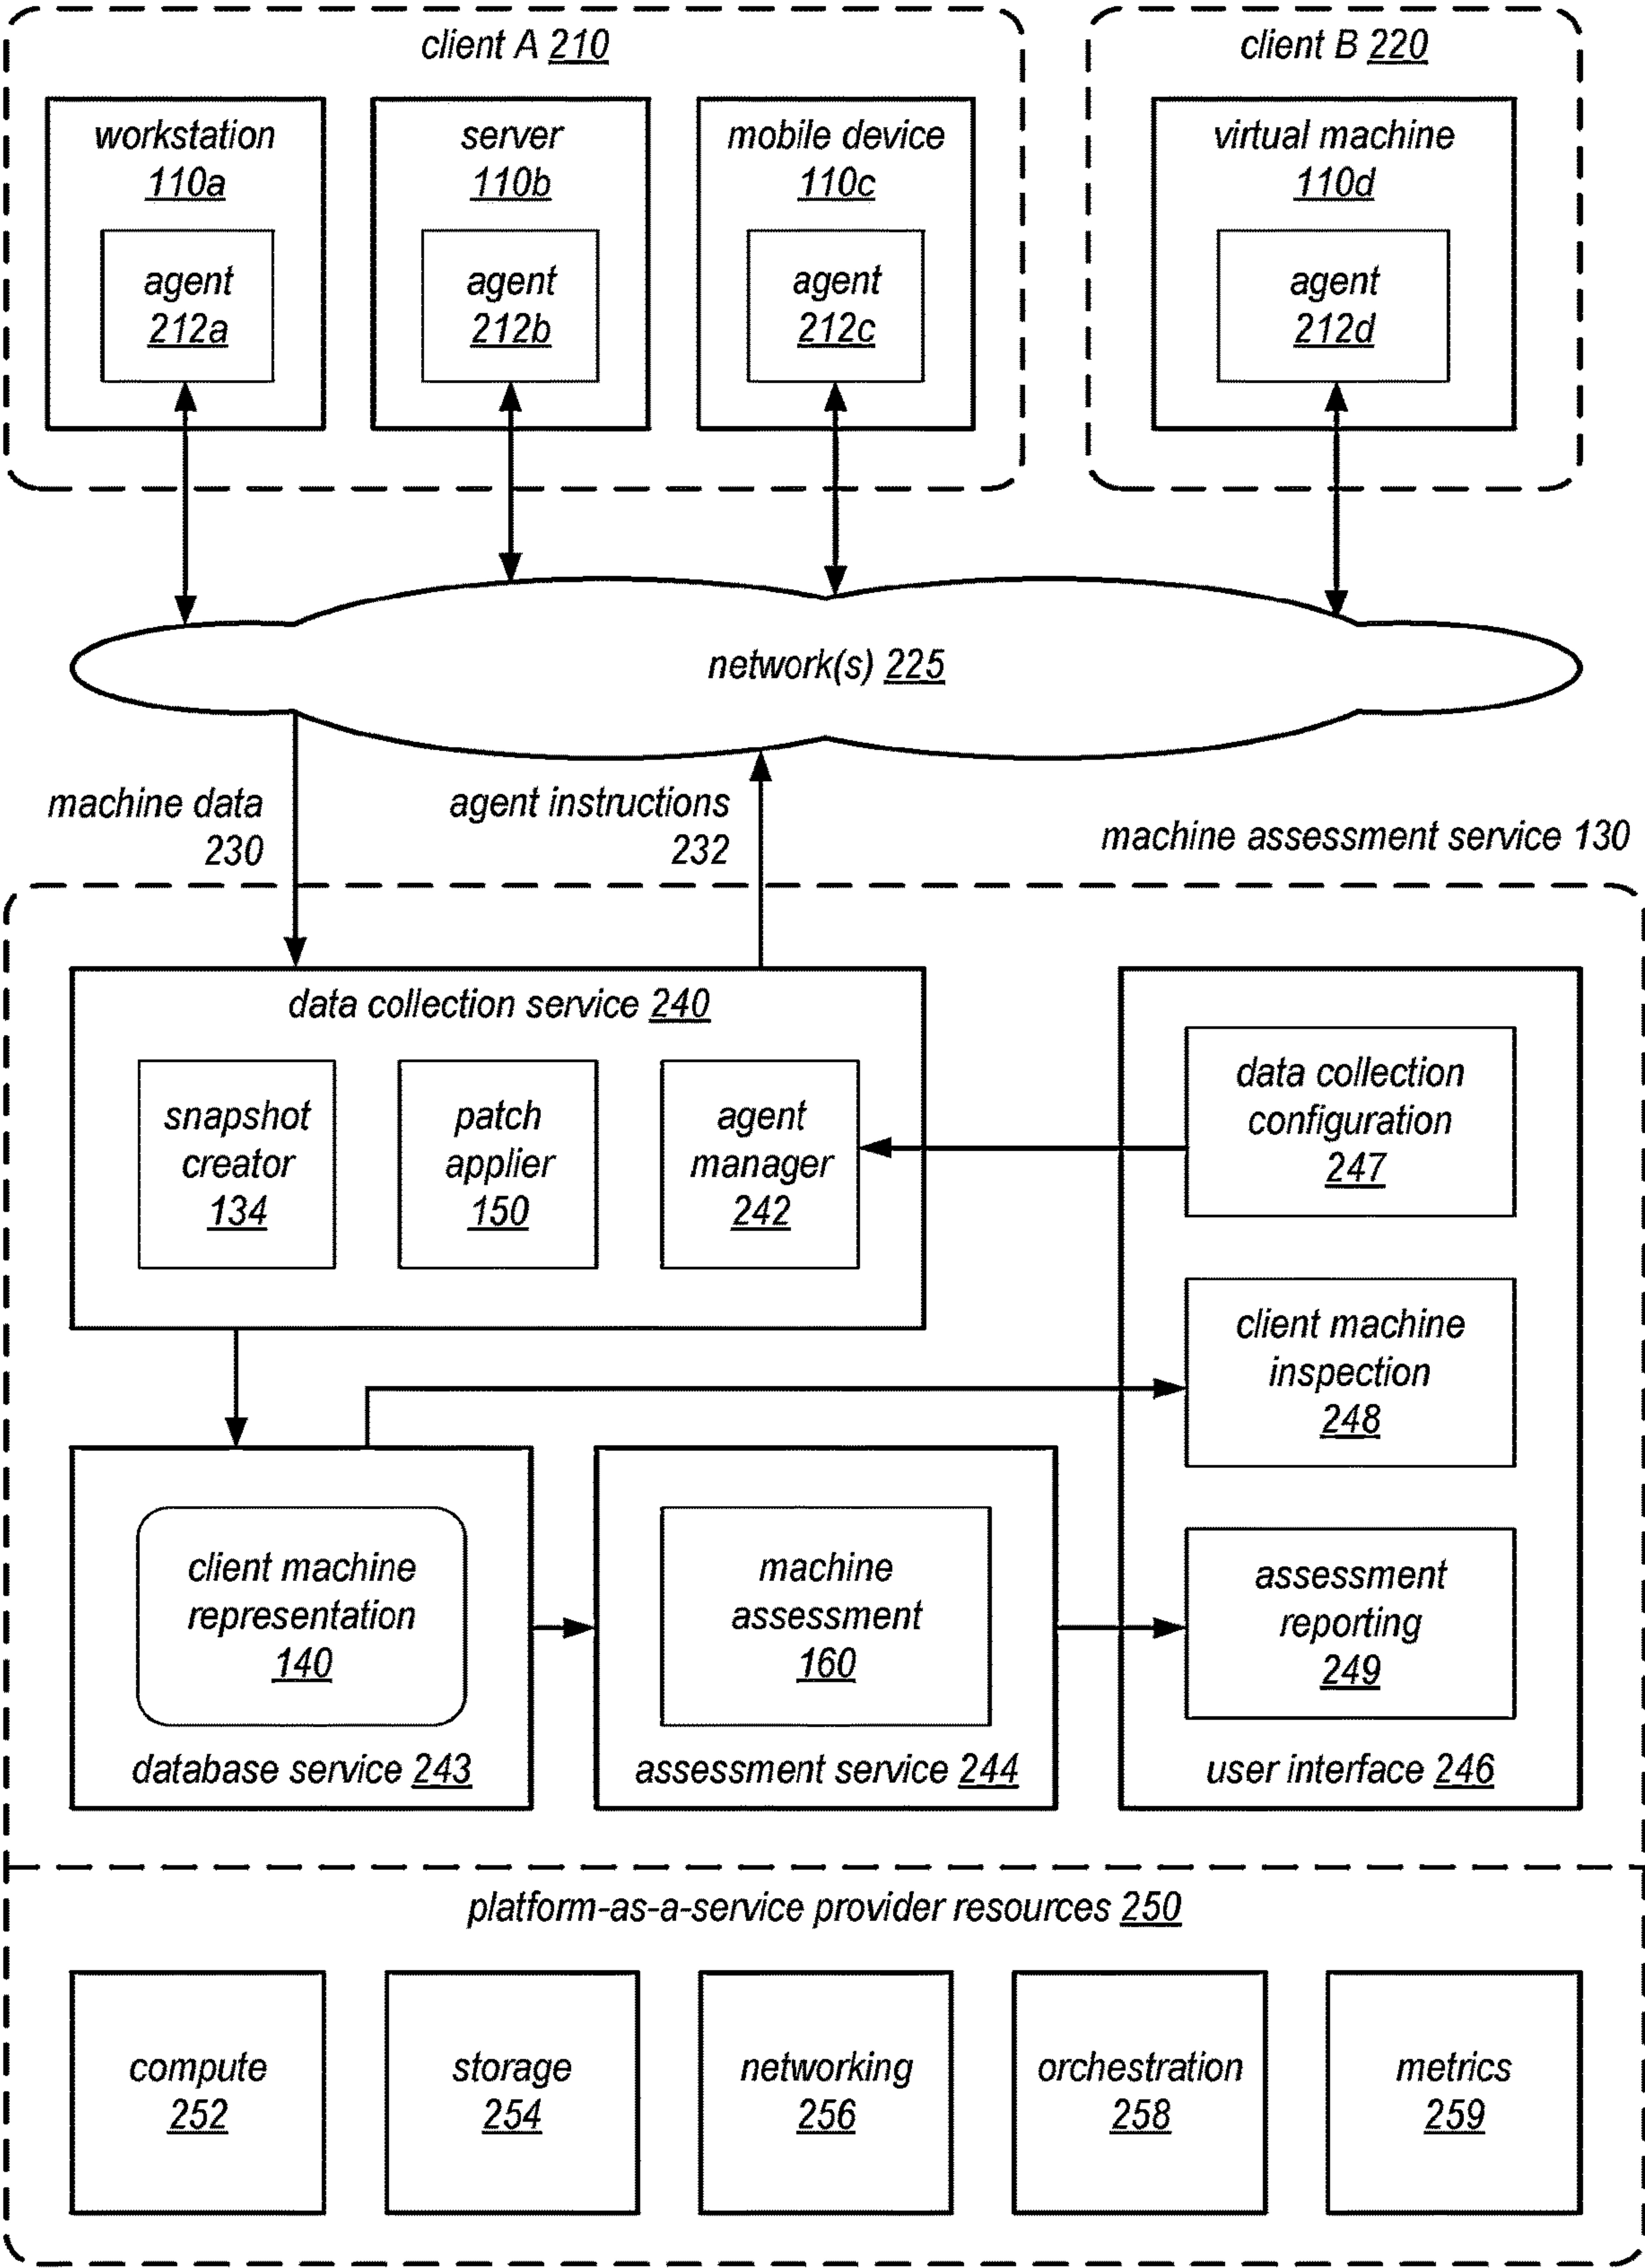 client A 210
client B 220
workstation
110a
server
110b
mobile device
110c
virtual machine
110d
agent
212a
agent
212b
agent
212c
agent
212d
network(s) 225
machine data
230
agent instructions
232
machine assessment service 130
data collection service 240
snapshot
creator
134
patch
applier
150
agent
manager
242
data collection
configuration
247
client machine
inspection
248
client machine
representation
140
database service 243
machine
assessment
160
assessment service 244
assessment
reporting
249
user interface 246
platform-as-a-service provider resources 250
compute
252
storage
254
networking
256
orchestration
258
metrics
259